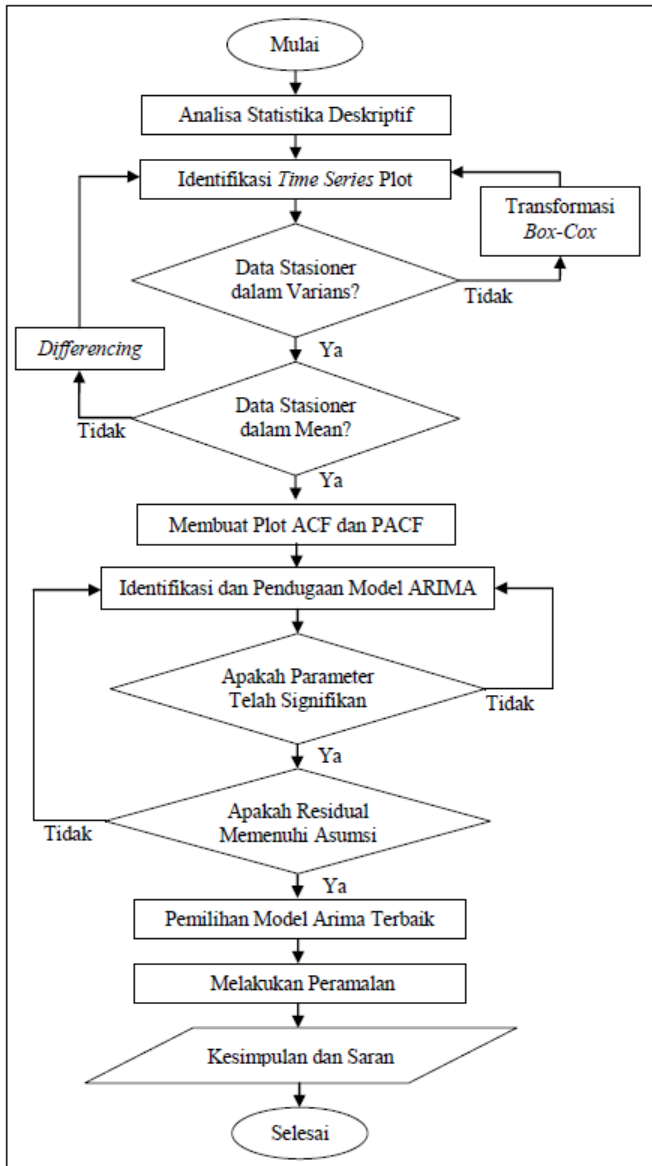 Mulai
Analisa Statistika Deskriptif
Identifikasi Time Series Plot
Transformasi
Box-Cox
Data Stasioner
dalam Varians?
Tidak
Ya
Differencing
Data Stasioner
dalam Mean?
Tidak
Ya
Membuat Plot ACF dan PACF
Identifikasi dan Pendugaan Model ARIMA
Apakah Parameter
Telah Signifikan
Tidak
Ya
Apakah Residual
Memenuhi Asumsi
Tidak
Ya
Pemilihan Model Arima Terbaik
Melakukan Peramalan
Kesimpulan dan Saran
Selesai